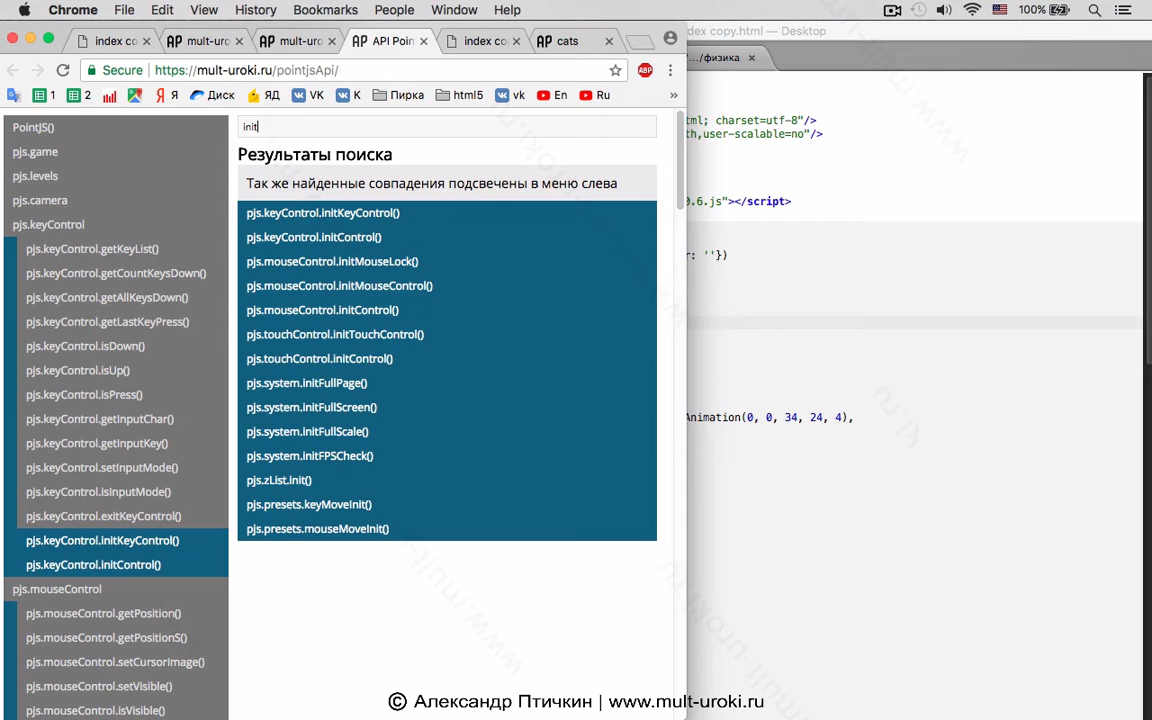 Chrome File Edit View History Bookmarks People Window Help 100%
index co mult-uro mult-uro API Poin index co cats
dex copy.html — Desktop
Secure https://mult-uroki.ru/pointjsApi/
.../физика
1 2 Я Диск ЯД VK K Пирка html5 vk En Ru »
PointJS()
pjs.game
pjs.levels
pjs.camera
pjs.keyControl
pjs.keyControl.getKeyList()
pjs.keyControl.getCountKeysDown()
pjs.keyControl.getAllKeysDown()
pjs.keyControl.getLastKeyPress()
pjs.keyControl.isDown()
pjs.keyControl.isUp()
pjs.keyControl.isPress()
pjs.keyControl.getInputChar()
pjs.keyControl.getInputKey()
pjs.keyControl.setInputMode()
pjs.keyControl.isInputMode()
pjs.keyControl.exitKeyControl()
pjs.keyControl.initKeyControl()
pjs.keyControl.initControl()
pjs.mouseControl
pjs.mouseControl.getPosition()
pjs.mouseControl.getPositionS()
pjs.mouseControl.setCursorImage()
pjs.mouseControl.setVisible()
pjs.mouseControl.isVisible()
init
Результаты поиска
Так же найденные совпадения подсвечены в меню слева
pjs.keyControl.initKeyControl()
pjs.keyControl.initControl()
pjs.mouseControl.initMouseLock()
pjs.mouseControl.initMouseControl()
pjs.mouseControl.initControl()
pjs.touchControl.initTouchControl()
pjs.touchControl.initControl()
pjs.system.initFullPage()
pjs.system.initFullScreen()
pjs.system.initFullScale()
pjs.system.initFPSCheck()
pjs.zList.init()
pjs.presets.keyMoveInit()
pjs.presets.mouseMoveInit()
tml; charset=utf-8"/>
th,user-scalable=no"/>
0.6.js"></script>
r: ''})
Animation(0, 0, 34, 24, 4),
© Александр Птичкин | www.mult-uroki.ru